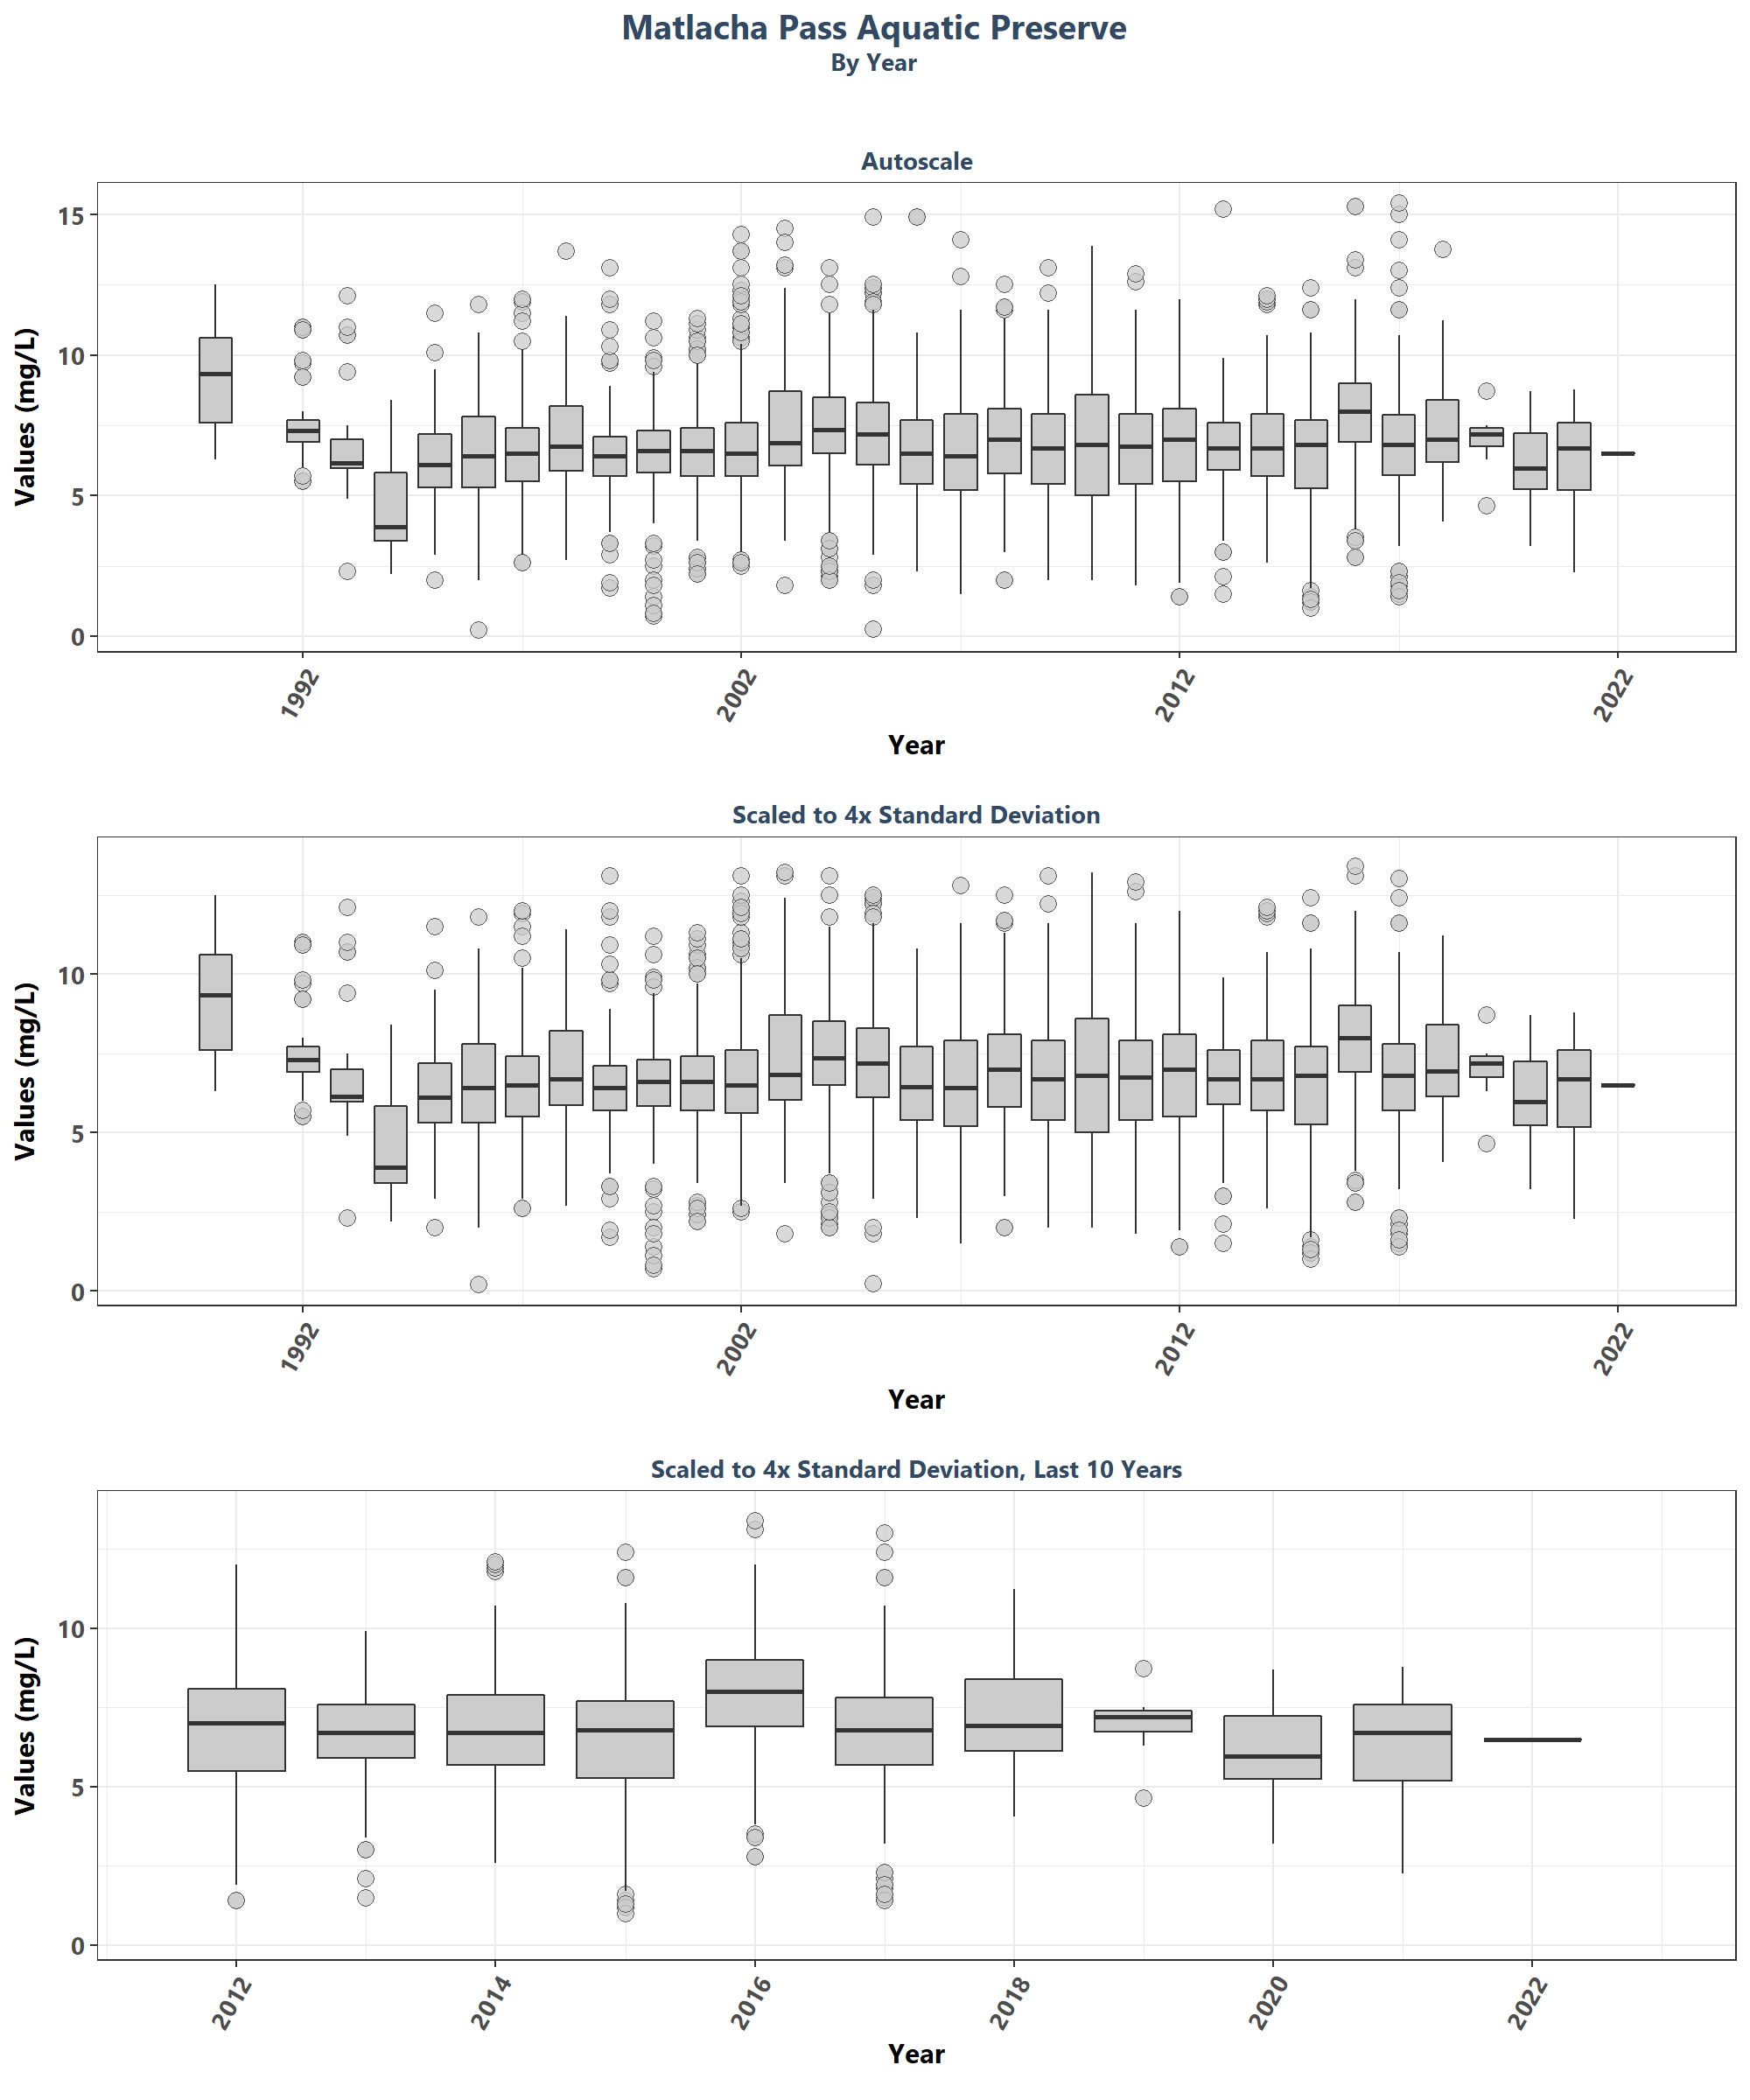 Matlacha Pass Aquatic Preserve
By Year
Autoscale
Values (mg/L)
15
10
5
0
1992
2002
2012
2022
Year
Scaled to 4x Standard Deviation
Values (mg/L)
10
5
0
1992
2002
2012
2022
Year
Scaled to 4x Standard Deviation, Last 10 Years
Values (mg/L)
10
5
0
2012
2014
2016
2018
2020
2022
Year